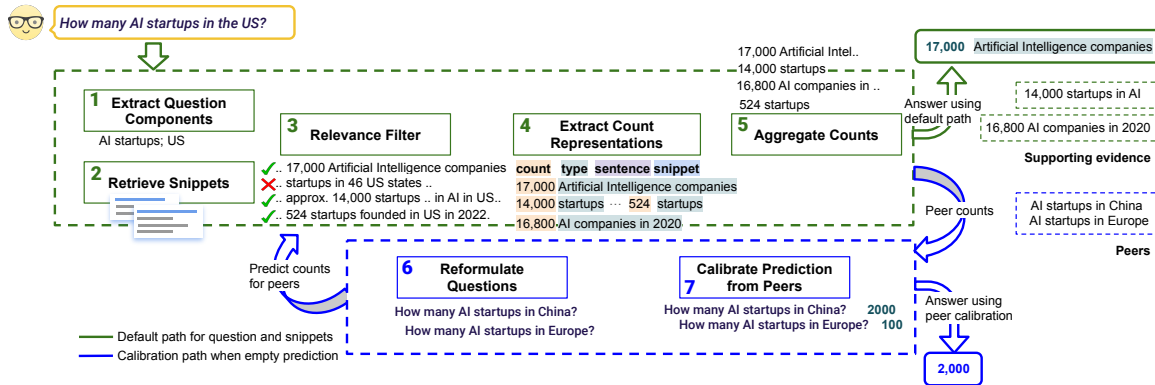 How many AI startups in the US?
17,000 Artificial Intel..
14,000 startups
16,800 AI companies in ..
524 startups
17,000 Artificial Intelligence companies
Answer using
default path
14,000 startups in AI
16,800 AI companies in 2020
Supporting evidence
1 Extract Question
Components
AI startups; US
2 Retrieve Snippets
3 Relevance Filter
.. 17,000 Artificial Intelligence companies
.. startups in 46 US states ..
.. approx. 14,000 startups .. in AI in US..
.. 524 startups founded in US in 2022.
4 Extract Count
Representations
count type sentence snippet
17,000 Artificial Intelligence companies
14,000 startups ... 524 startups
16,800 AI companies in 2020
5 Aggregate Counts
Peer counts
AI startups in China
AI startups in Europe
Peers
Predict counts
for peers
6 Reformulate
Questions
How many AI startups in China?
How many AI startups in Europe?
7 Calibrate Prediction
from Peers
How many AI startups in China? 2000
How many AI startups in Europe? 100
Answer using
peer calibration
2,000
Default path for question and snippets
Calibration path when empty prediction